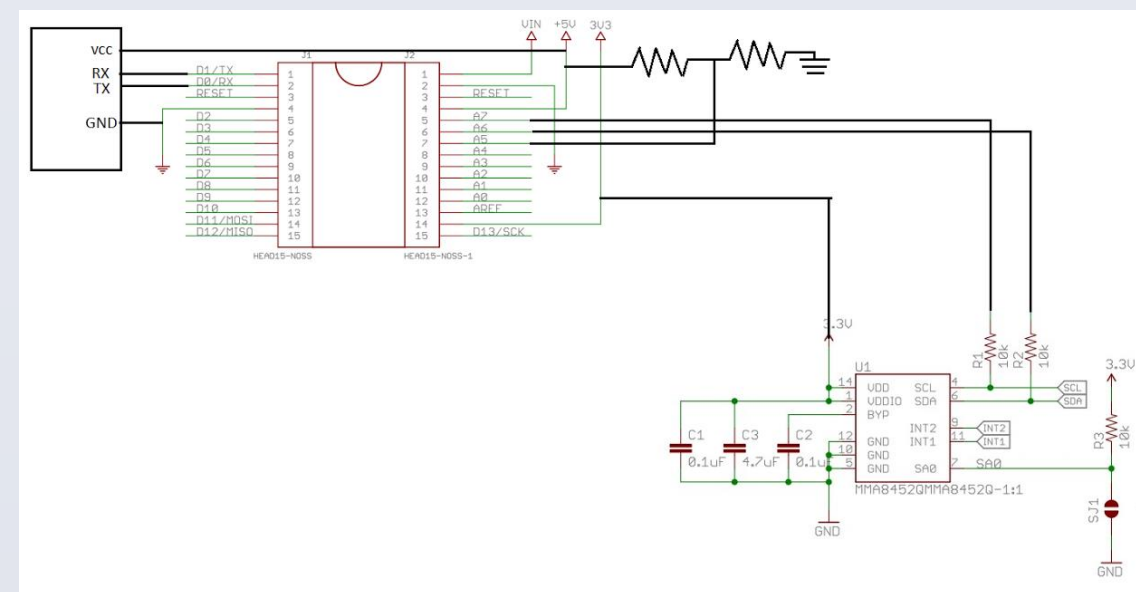 VIN +5V 3V3
VCC
RX
TX
GND
J1
J2
D1/TX 1
D0/RX 2
RESET 3
4
D2 5
D3 6
D4 7
D5 8
D6 9
D7 10
D8 11
D9 12
D10 13
D11/MOSI 14
D12/MISO 15
HEAD15-NOSS
1
2
3 RESET
4
5 A7
6 A6
7 A5
8 A4
9 A3
10 A2
11 A1
12 A0
13 AREF
14
15 D13/SCK
HEAD15-NOSS-1
3.3V
R1 10k
R2 10k
3.3V
R3 10k
U1
14 VDD SCL 4 SCL
1 VDDIO SDA 6 SDA
2 BYP
INT2 9 INT2
12 GND INT1 11 INT1
10 GND
5 GND SA0 7 SA0
MMA8452QMMA8452Q-1:1
C1 0.1uF
C3 4.7uF
C2 0.1u
SJ1
GND
GND